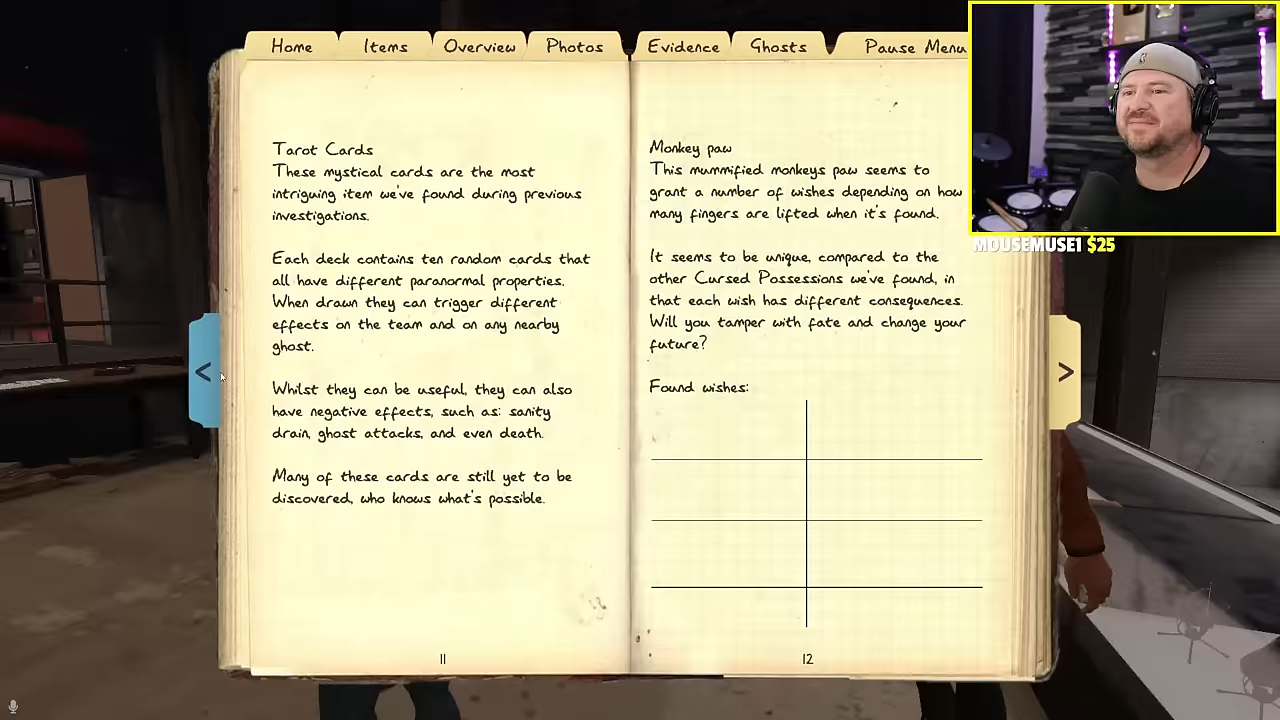 Home
Items
Overview
Photos
Evidence
Ghosts
Pause Menu
Tarot Cards
These mystical cards are the most
intriguing item we've found during previous
investigations.
Each deck contains ten random cards that
all have different paranormal properties.
When drawn they can trigger different
effects on the team and on any nearby
ghost.
Whilst they can be useful, they can also
have negative effects, such as: sanity
drain, ghost attacks, and even death.
Many of these cards are still yet to be
discovered, who knows what's possible.
11
Monkey paw
This mummified monkeys paw seems to
grant a number of wishes depending on how
many fingers are lifted when it's found.
It seems to be unique, compared to the
other Cursed Possessions we've found, in
that each wish has different consequences.
Will you tamper with fate and change your
future?
Found wishes:
12
<
>
MOUSEMUSE1 $25